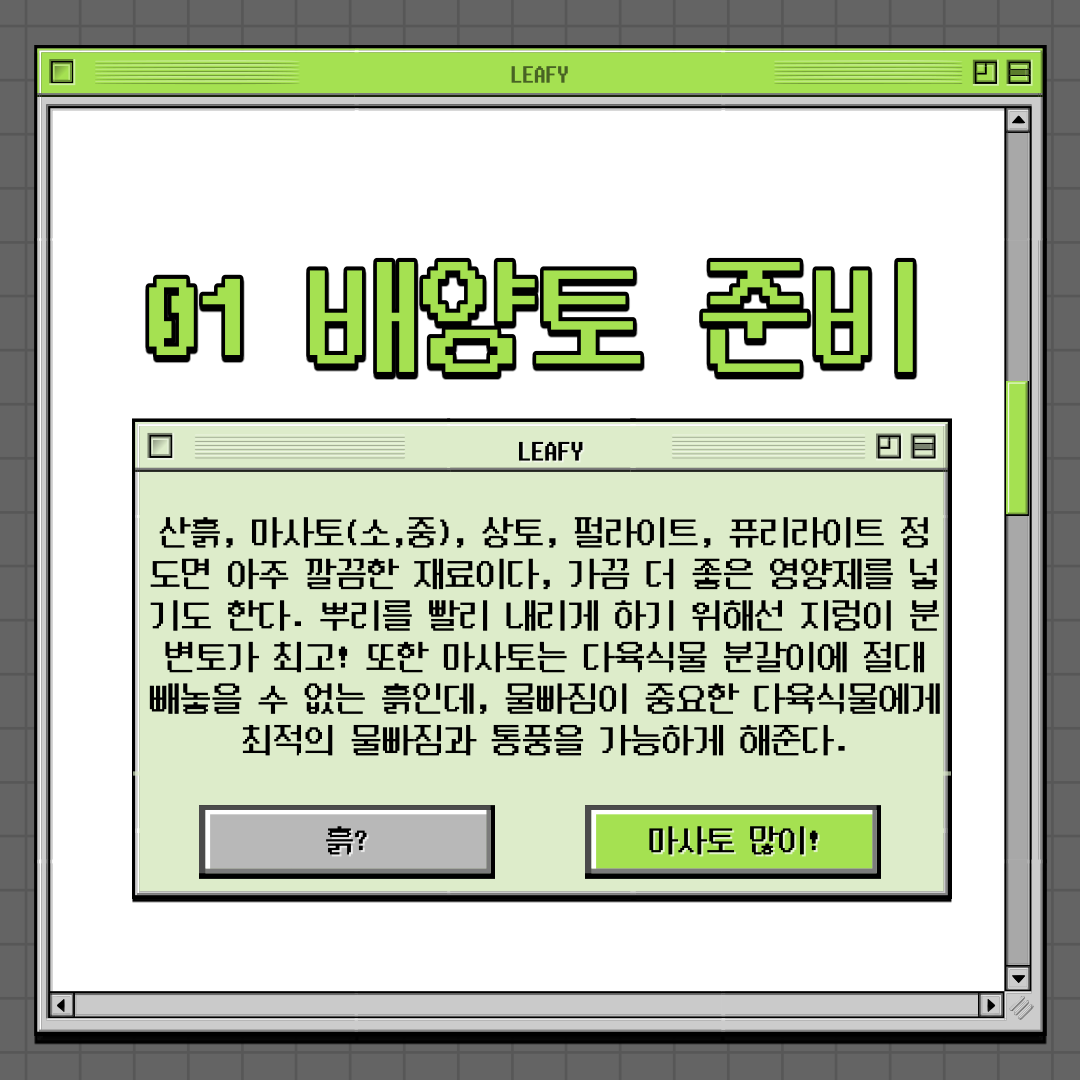 LEAFY
01 배양토 준비
LEAFY
산흙, 마사토(소,중), 상토, 펄라이트, 퓨리라이트 정
도면 아주 깔끔한 재료이다, 가끔 더 좋은 영양제를 넣
기도 한다. 뿌리를 빨리 내리게 하기 위해선 지렁이 분
변토가 최고! 또한 마사토는 다육식물 분갈이에 절대
빼놓을 수 없는 흙인데, 물빠짐이 중요한 다육식물에게
최적의 물빠짐과 통풍을 가능하게 해준다.
흙?
마사토 많이!